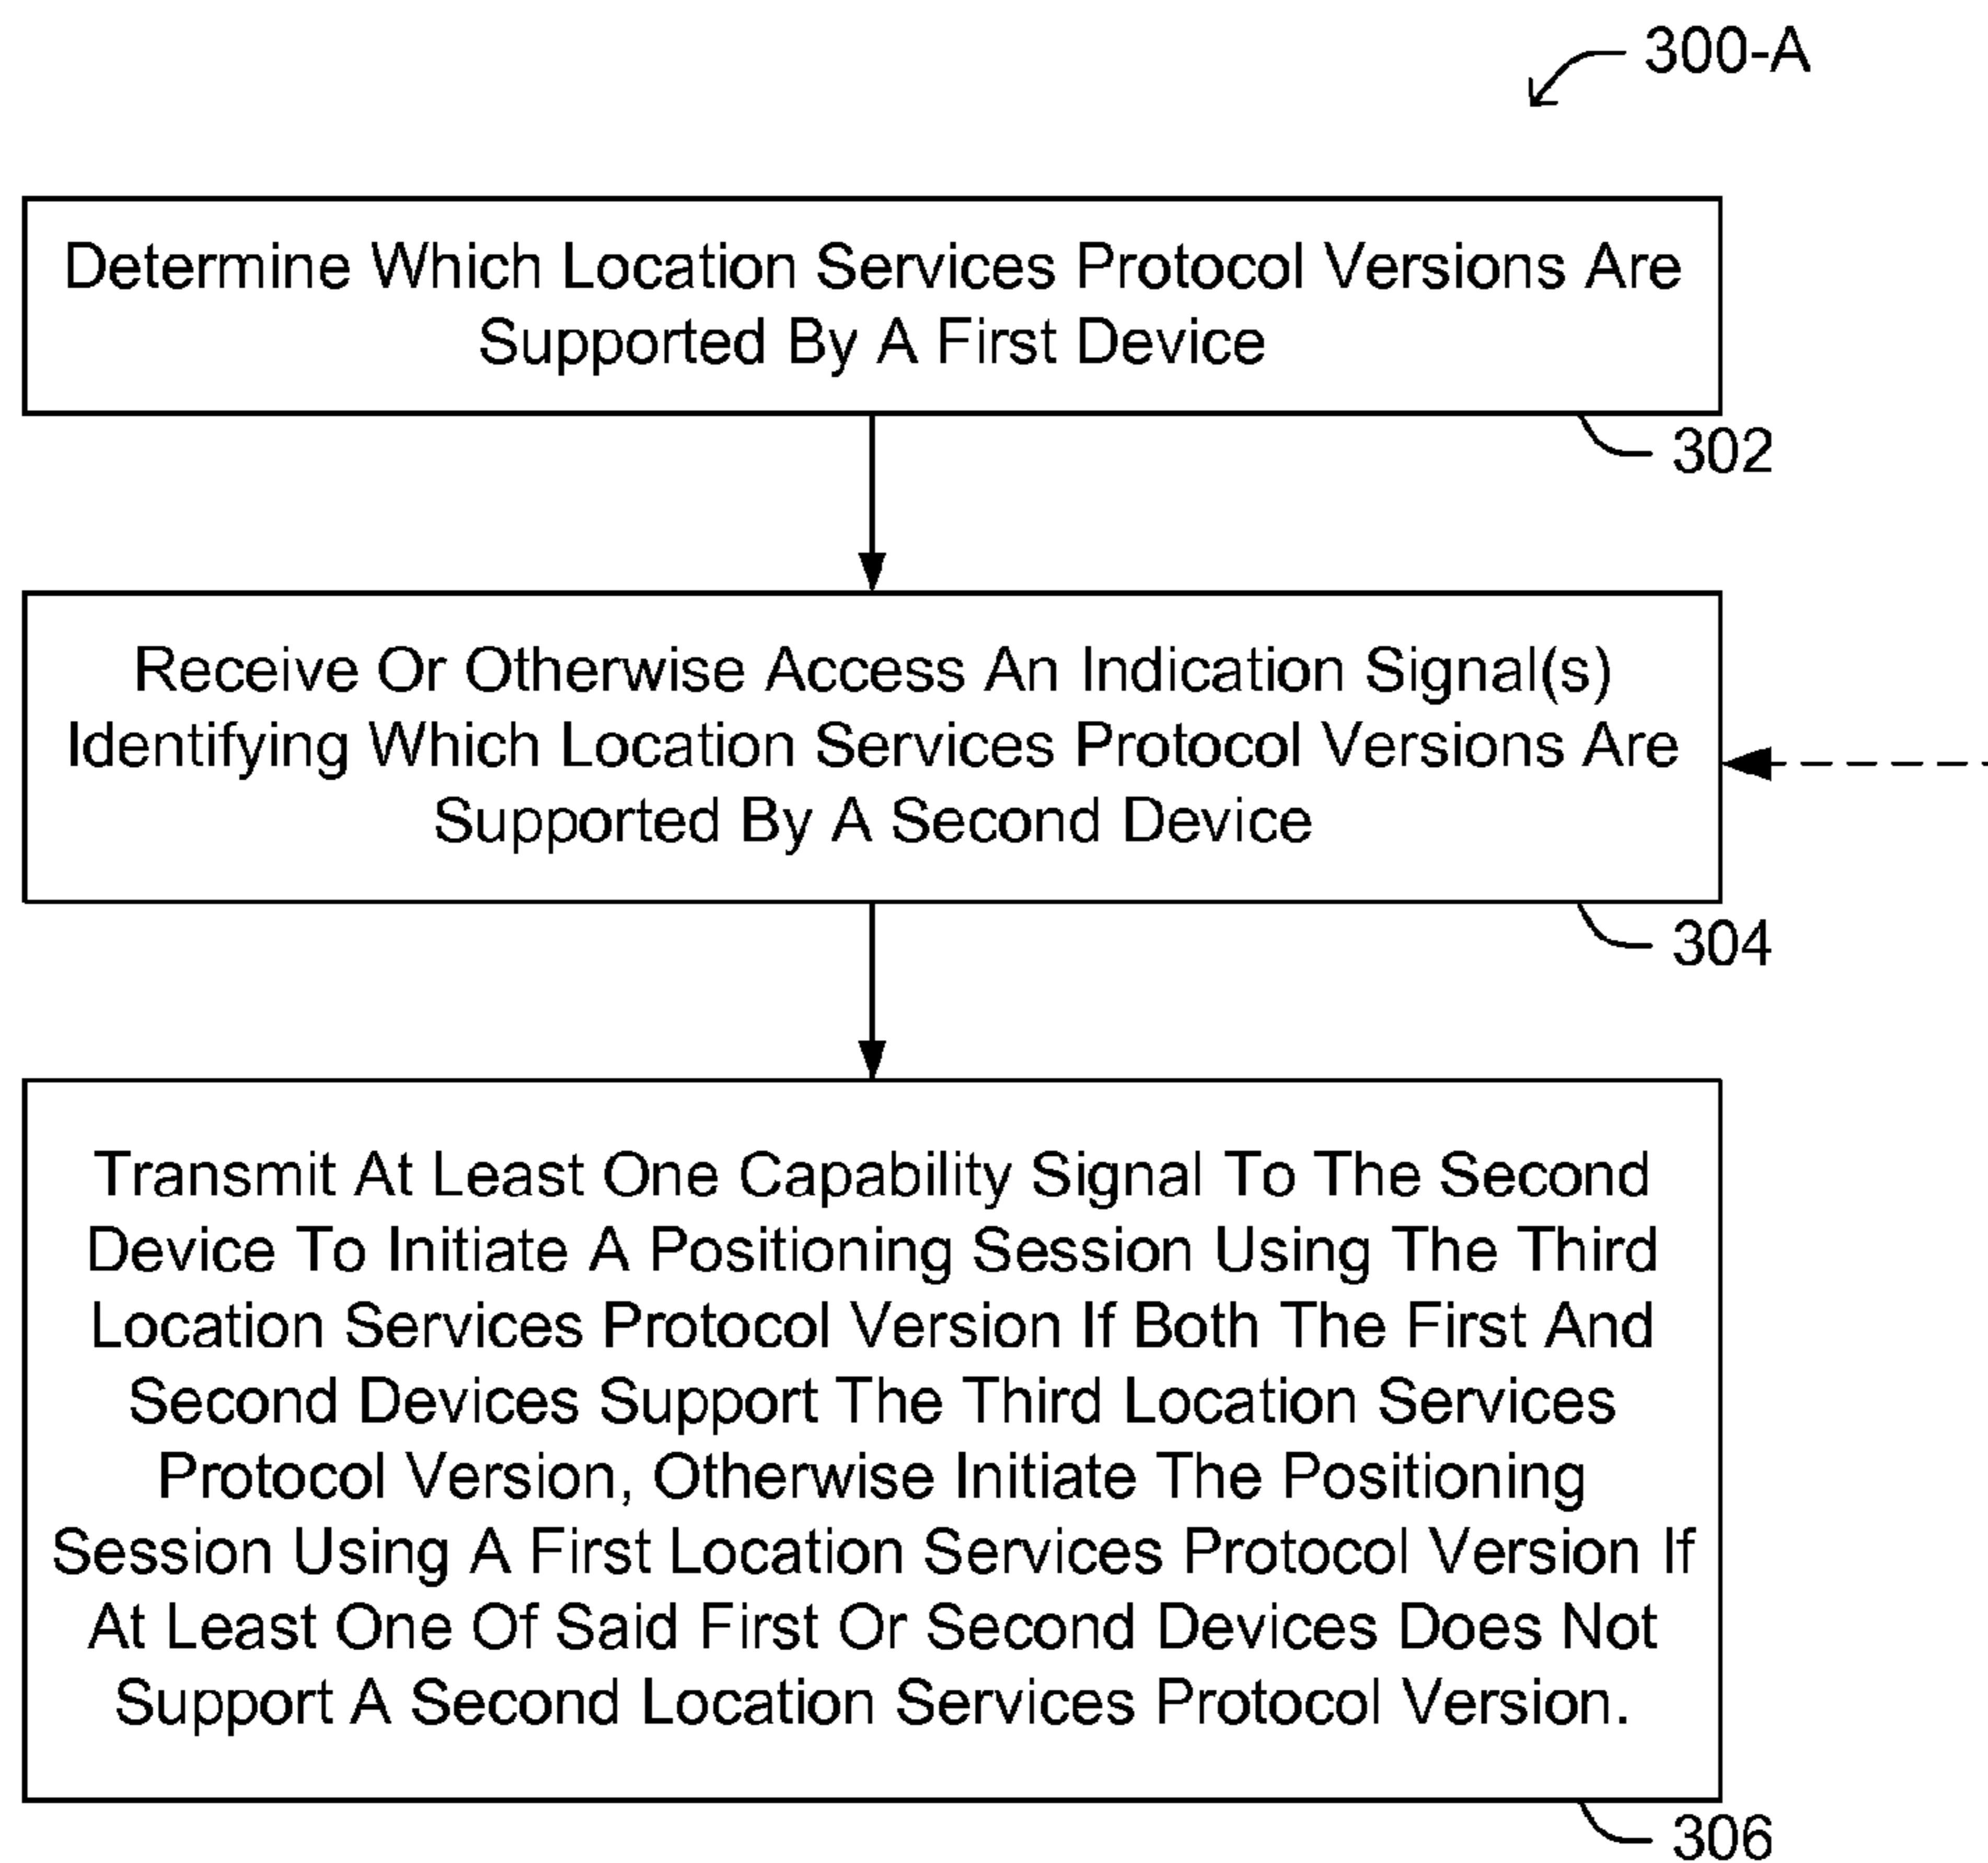 300-A
Determine Which Location Services Protocol Versions Are
Supported By A First Device
302
Receive Or Otherwise Access An Indication Signal(s)
Identifying Which Location Services Protocol Versions Are
Supported By A Second Device
304
Transmit At Least One Capability Signal To The Second
Device To Initiate A Positioning Session Using The Third
Location Services Protocol Version If Both The First And
Second Devices Support The Third Location Services
Protocol Version, Otherwise Initiate The Positioning
Session Using A First Location Services Protocol Version If
At Least One Of Said First Or Second Devices Does Not
Support A Second Location Services Protocol Version.
306